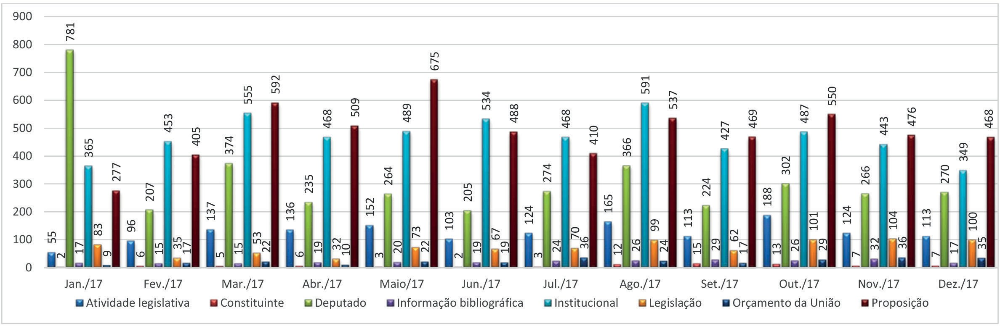 900
800
700
600
500
400
300
200
100
0
55 2 781 17 365 83 9 277
96 6 207 15 453 35 17 405
137 5 374 15 555 53 22 592
136 6 235 19 468 32 10 509
152 3 264 20 489 73 22 675
103 2 205 19 534 67 19 488
124 3 274 24 468 70 36 410
165 12 366 26 591 99 24 537
113 15 224 29 427 62 17 469
188 13 302 26 487 101 29 550
124 7 266 32 443 104 36 476
113 7 270 17 349 100 35 468
Jan./17 Fev./17 Mar./17 Abr./17 Maio/17 Jun./17 Jul./17 Ago./17 Set./17 Out./17 Nov./17 Dez./17
Atividade legislativa Constituinte Deputado Informação bibliográfica Institucional Legislação Orçamento da União Proposição